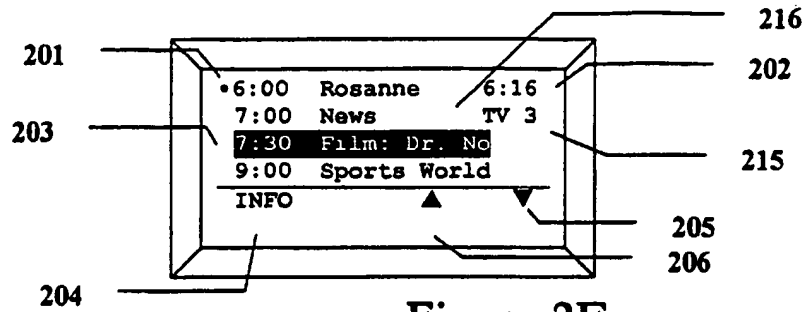 216
201
202
•6:00 Rosanne 6:16
7:00 News TV 3
203
7:30 Film: Dr. No
215
9:00 Sports World
INFO ▲ ▼
205
206
204